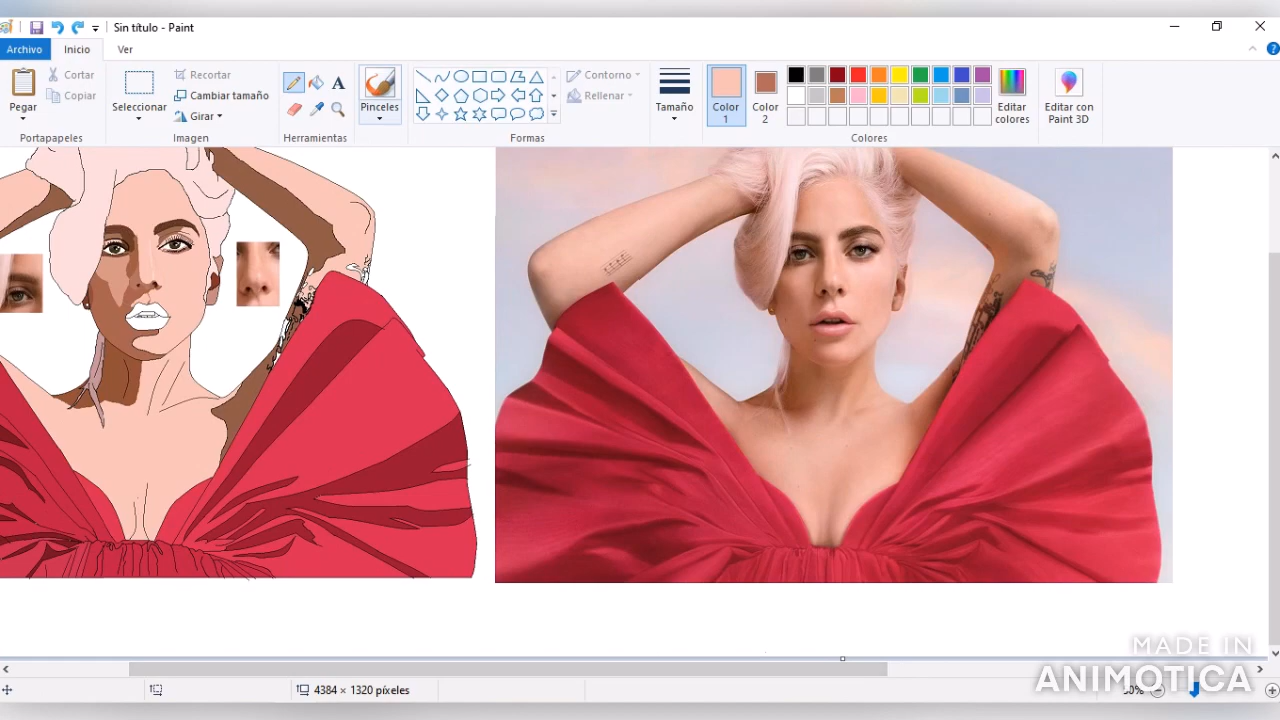 Sin título - Paint
Archivo Inicio Ver
Pegar
Cortar
Copiar
Portapapeles
Seleccionar
Recortar
Cambiar tamaño
Girar
Imagen
A
Herramientas
Pinceles
Contorno
Rellenar
Formas
Tamaño
Color
1
Color
2
Editar
colores
Colores
Editar con
Paint 3D
MADE IN
ANIMOTICA
4384 × 1320 píxeles